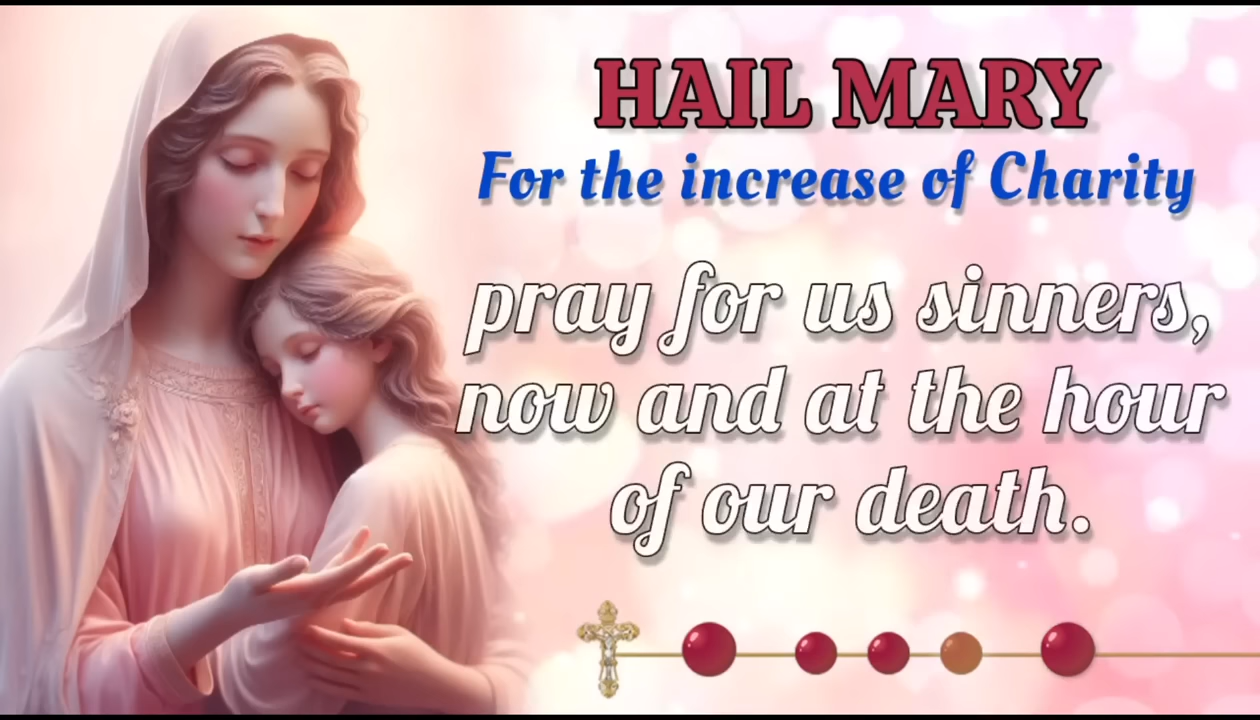 HAIL MARY
For the increase of Charity
pray for us sinners,
now and at the hour
of our death.